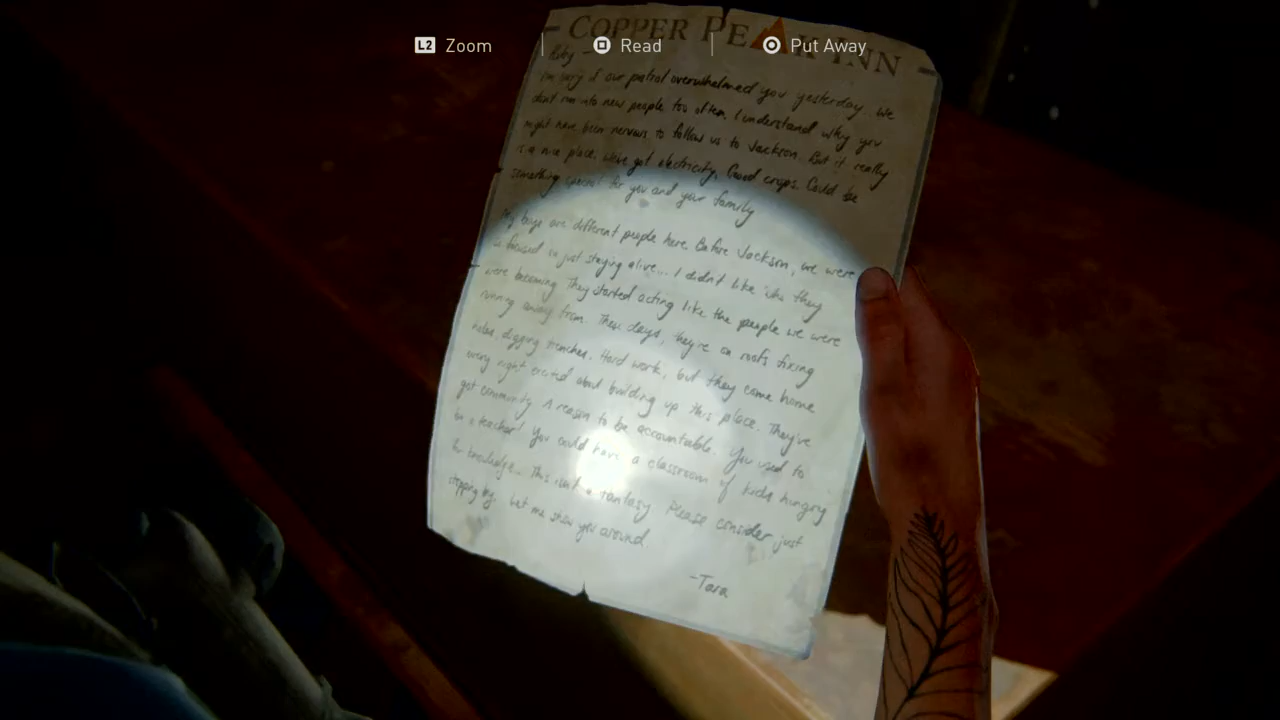 L2 Zoom | Read | Put Away
COPPER PEAK INN
Ruby
I'm sorry if our patrol overwhelmed you yesterday. We
don't run into new people too often. I understand why you
might have been nervous to follow us to Jackson. But it really
is a nice place. We've got electricity. Good crops. Could be
something special for you and your family
My boys are different people here. Before Jackson, we were
so focused on just staying alive... I didn't like who they
were becoming. They started acting like the people we were
running away from. These days, they're on roofs fixing
holes, digging trenches. Hard work, but they come home
every night excited about building up this place. They've
got community. A reason to be accountable. You used to
be a teacher! You could have a classroom of kids hungry
for knowledge... This isn't a fantasy. Please consider just
stopping by. Let me show you around.
-Tara